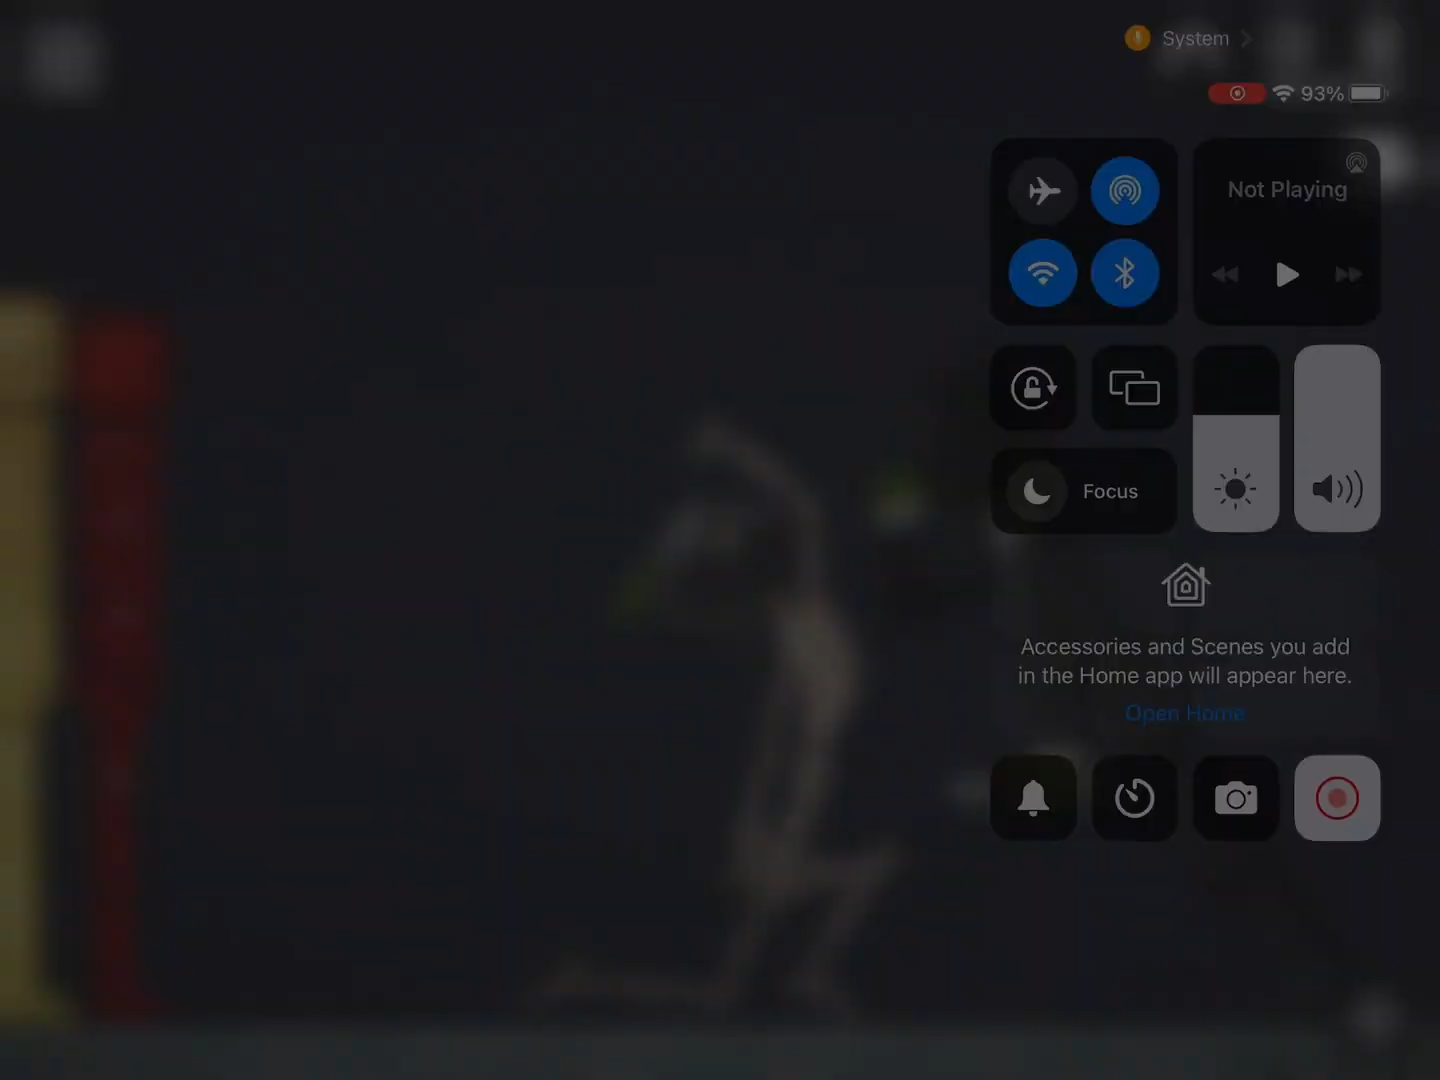 System
93%
Not Playing
Focus
Accessories and Scenes you add
in the Home app will appear here.
Open Home